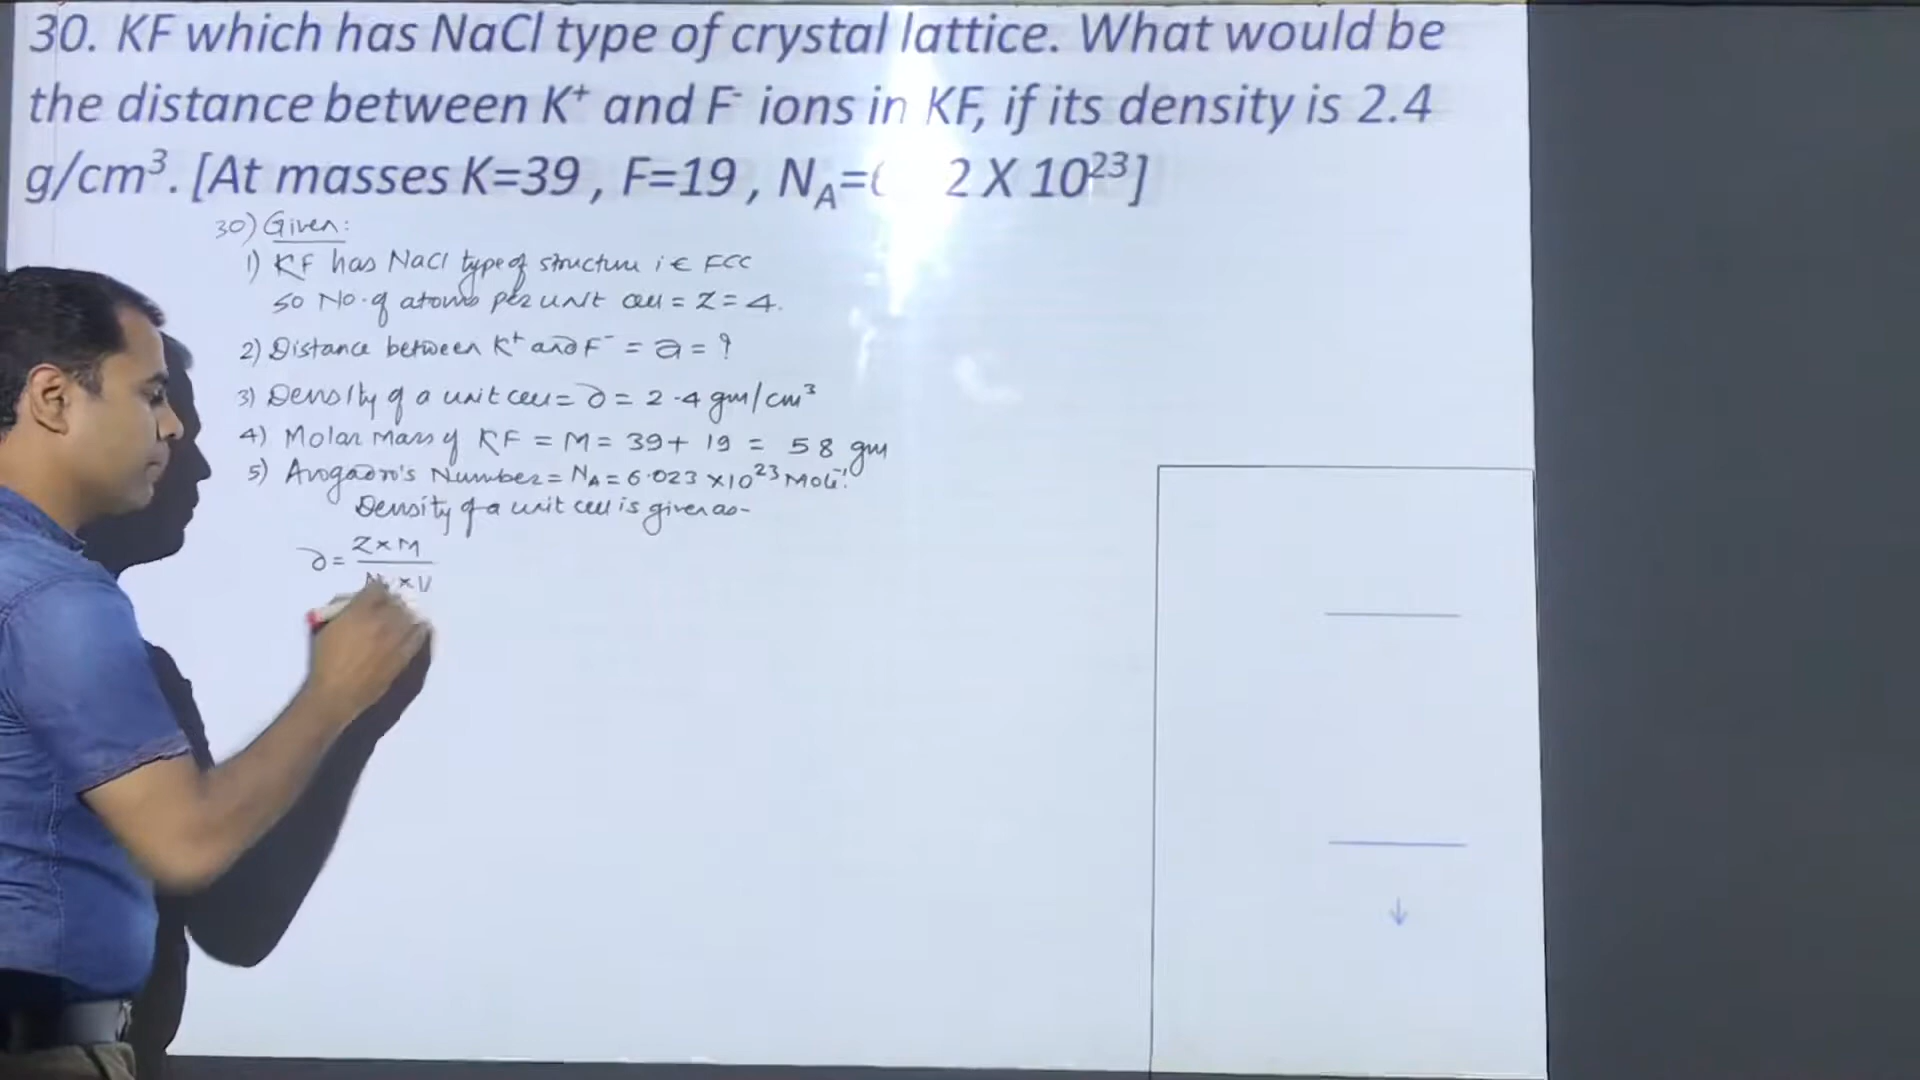 30. KF which has NaCl type of crystal lattice. What would be
the distance between K⁺ and F⁻ ions in KF, if its density is 2.4
g/cm³. [At masses K=39 , F=19 , N_A= 2 X 10²³]
30) Given:
1) KF has NaCl type of structure i e FCC
so No. of atoms per unit cell = Z = 4.
2) Distance between K⁺ and F⁻ = a = ?
3) Density of a unit cell = ∂ = 2.4 gm/cm³
4) Molar Mass of KF = M = 39 + 19 = 58 gm
5) Avogadro's Number = N_A = 6.023 × 10²³ Mole⁻¹.
Density of a unit cell is given as-
∂ = Z × M
× V
↓